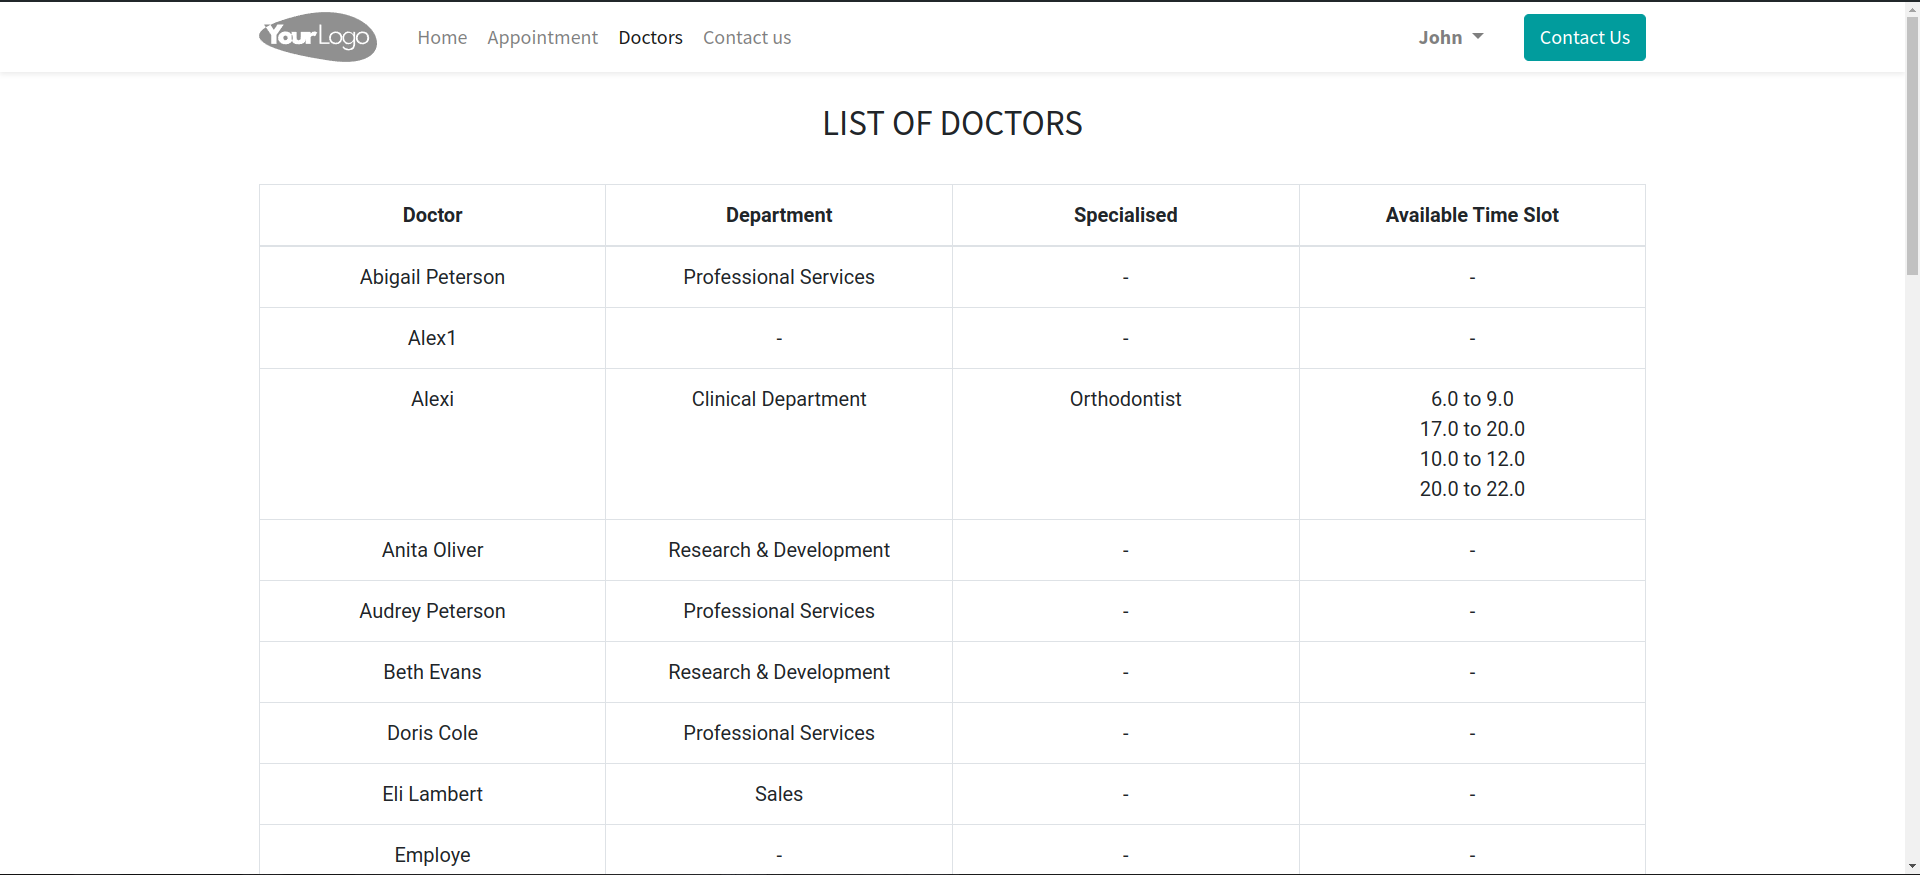 YourLogo Home Appointment Doctors Contact us John Contact Us
LIST OF DOCTORS
Doctor Department Specialised Available Time Slot
Abigail Peterson Professional Services - -
Alex1 - - -
Alexi Clinical Department Orthodontist 6.0 to 9.0
17.0 to 20.0
10.0 to 12.0
20.0 to 22.0
Anita Oliver Research & Development - -
Audrey Peterson Professional Services - -
Beth Evans Research & Development - -
Doris Cole Professional Services - -
Eli Lambert Sales - -
Employe - - -